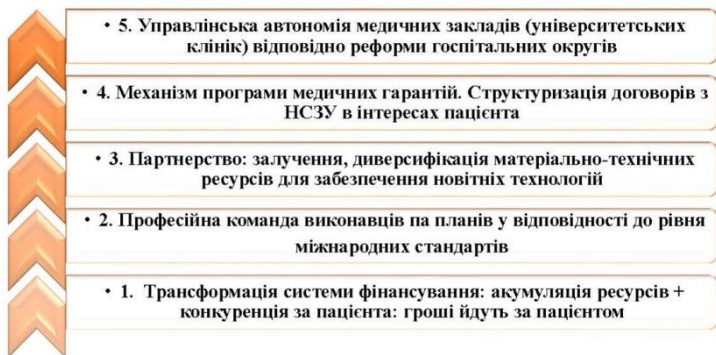 • 5. Управлінська автономія медичних закладів (університетських
клінік) відповідно реформи госпітальних округів
• 4. Механізм програми медичних гарантій. Структуризація договорів з
НСЗУ в інтересах пацієнта
• 3. Партнерство: залучення, диверсифікація матеріально-технічних
ресурсів для забезпечення новітніх технологій
• 2. Професійна команда виконавців па планів у відповідності до рівня
міжнародних стандартів
• 1. Трансформація системи фінансування: акумуляція ресурсів +
конкуренція за пацієнта: гроші йдуть за пацієнтом